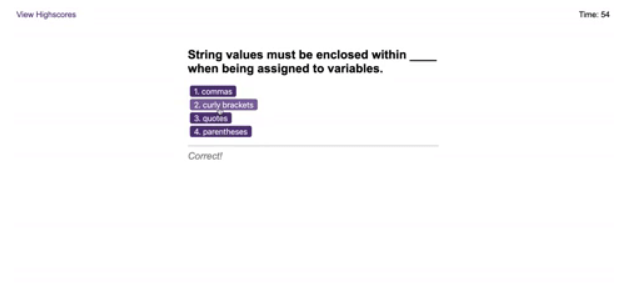 View Highscores
Time: 54
String values must be enclosed within ____
when being assigned to variables.
1. commas
2. curly brackets
3. quotes
4. parentheses
Correct!